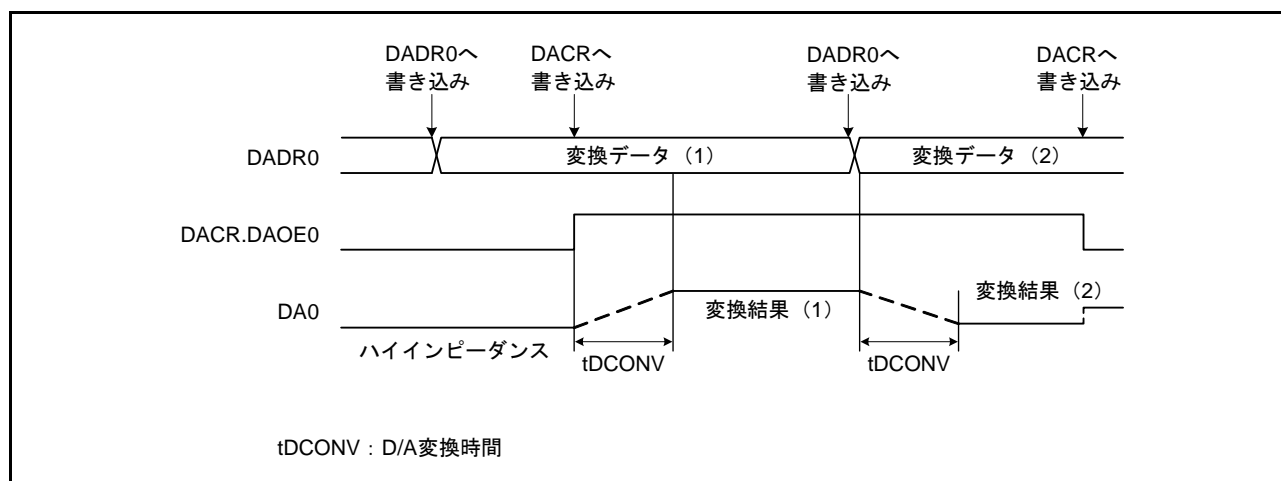 DADR0へ
書き込み
DACRへ
書き込み
DADR0へ
書き込み
DACRへ
書き込み
DADR0
変換データ（1）
変換データ（2）
DACR.DAOE0
DA0
変換結果（1）
変換結果（2）
ハイインピーダンス
tDCONV
tDCONV
tDCONV：D/A変換時間